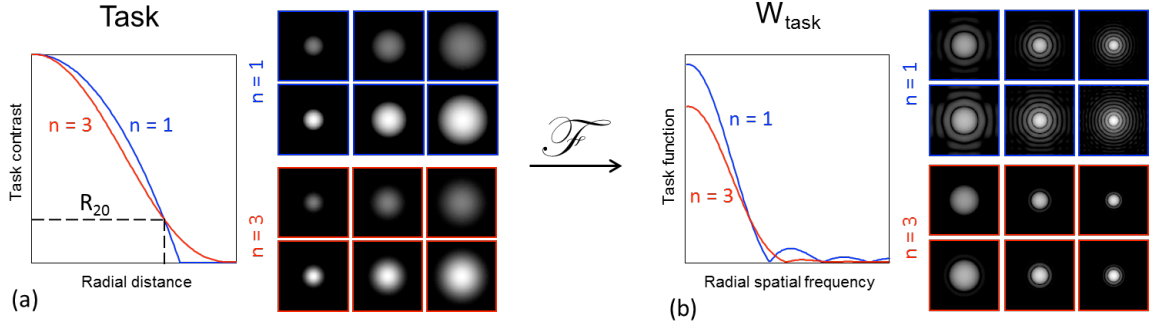 Task
Task contrast
n = 3
n = 1
R20
Radial distance
(a)
n = 1
n = 3
ℱ
Wtask
Task function
n = 1
n = 3
Radial spatial frequency
(b)
n = 1
n = 3